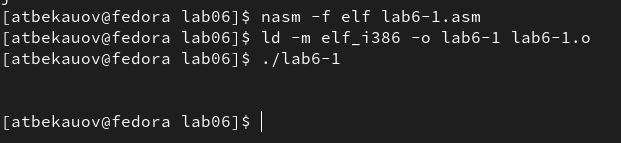 [atbekauov@fedora lab06]$ nasm -f elf lab6-1.asm
[atbekauov@fedora lab06]$ ld -m elf_i386 -o lab6-1 lab6-1.o
[atbekauov@fedora lab06]$ ./lab6-1
[atbekauov@fedora lab06]$